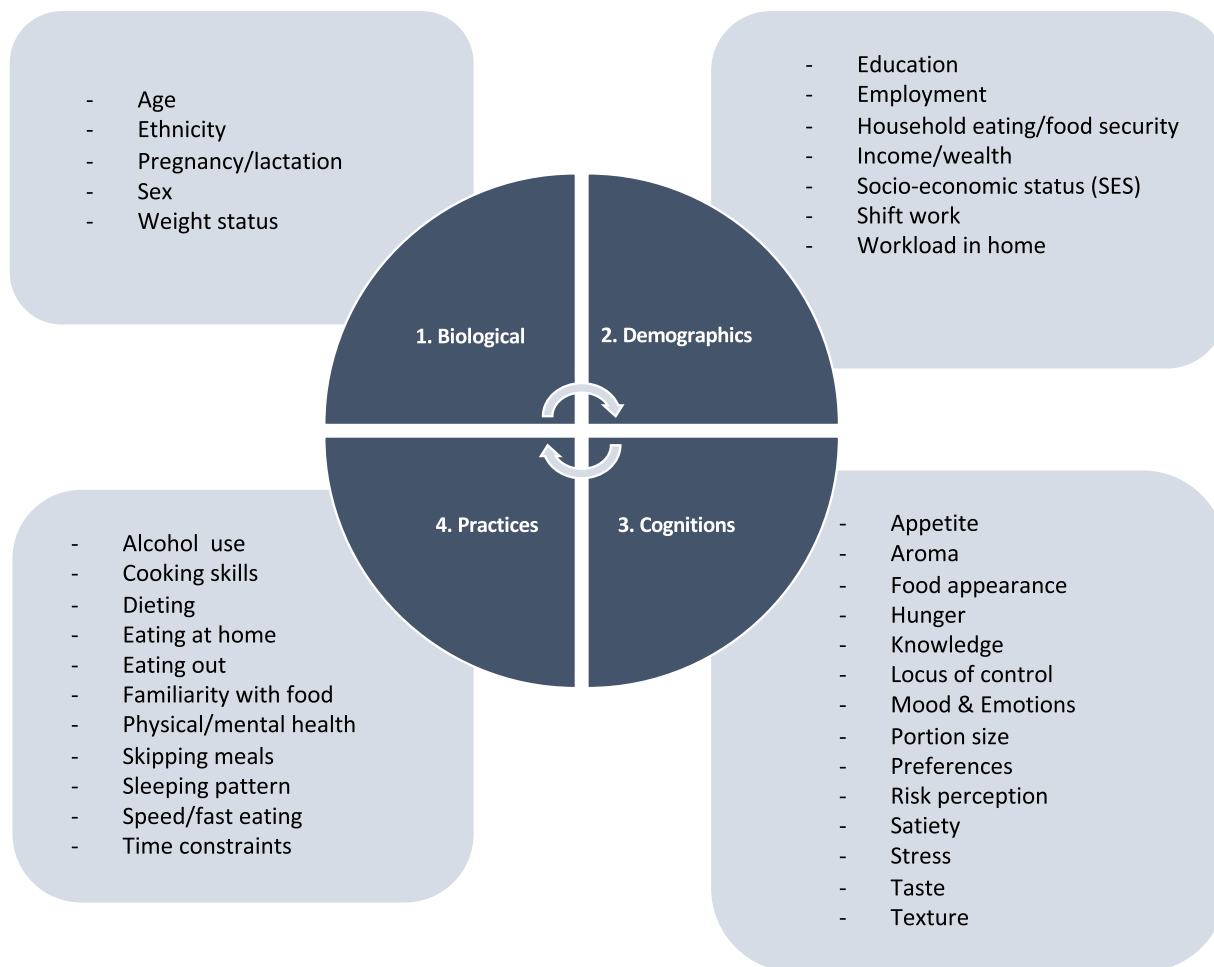 - Age
- Ethnicity
- Pregnancy/lactation
- Sex
- Weight status
- Education
- Employment
- Household eating/food security
- Income/wealth
- Socio-economic status (SES)
- Shift work
- Workload in home
1. Biological
2. Demographics
4. Practices
3. Cognitions
- Alcohol  use
- Cooking skills
- Dieting
- Eating at home
- Eating out
- Familiarity with food
- Physical/mental health
- Skipping meals
- Sleeping pattern
- Speed/fast eating
- Time constraints
- Appetite
- Aroma
- Food appearance
- Hunger
- Knowledge
- Locus of control
- Mood & Emotions
- Portion size
- Preferences
- Risk perception
- Satiety
- Stress
- Taste
- Texture